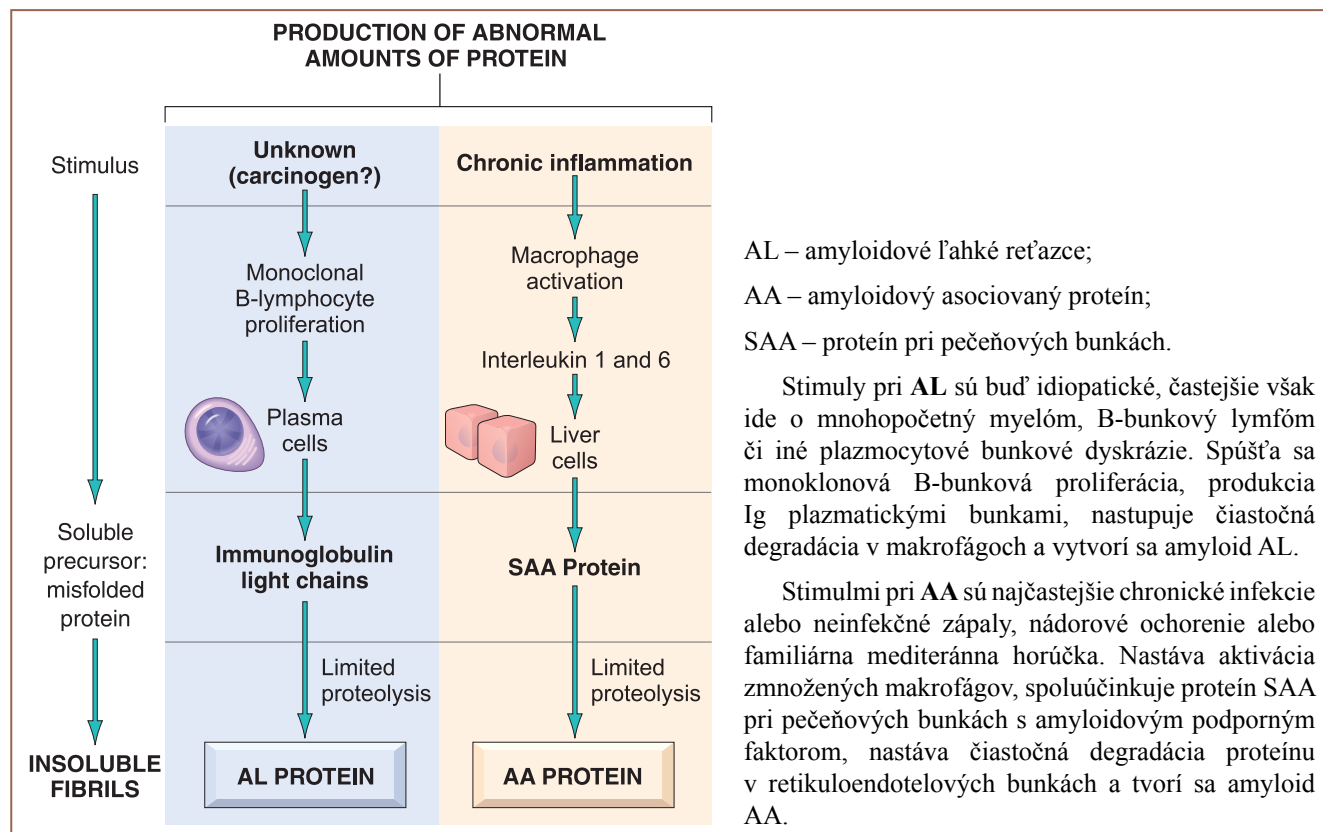 PRODUCTION OF ABNORMAL
AMOUNTS OF PROTEIN
Stimulus
Soluble
precursor:
misfolded
protein
INSOLUBLE
FIBRILS
Unknown
(carcinogen?)
Monoclonal
B-lymphocyte
proliferation
Plasma
cells
Immunoglobulin
light chains
Limited
proteolysis
AL PROTEIN
Chronic inflammation
Macrophage
activation
Interleukin 1 and 6
Liver
cells
SAA Protein
Limited
proteolysis
AA PROTEIN
AL – amyloidové ľahké reťazce;
AA – amyloidový asociovaný proteín;
SAA – proteín pri pečeňových bunkách.
Stimuly pri AL sú buď idiopatické, častejšie však
ide o mnohopočetný myelóm, B-bunkový lymfóm
či iné plazmocytové bunkové dyskrázie. Spúšťa sa
monoklonová B-bunková proliferácia, produkcia
Ig plazmatickými bunkami, nastupuje čiastočná
degradácia v makrofágoch a vytvorí sa amyloid AL.
Stimulmi pri AA sú najčastejšie chronické infekcie
alebo neinfekčné zápaly, nádorové ochorenie alebo
familiárna mediteránna horúčka. Nastáva aktivácia
zmnožených makrofágov, spoluúčinkuje proteín SAA
pri pečeňových bunkách s amyloidovým podporným
faktorom, nastáva čiastočná degradácia proteínu
v retikuloendotelových bunkách a tvorí sa amyloid
AA.